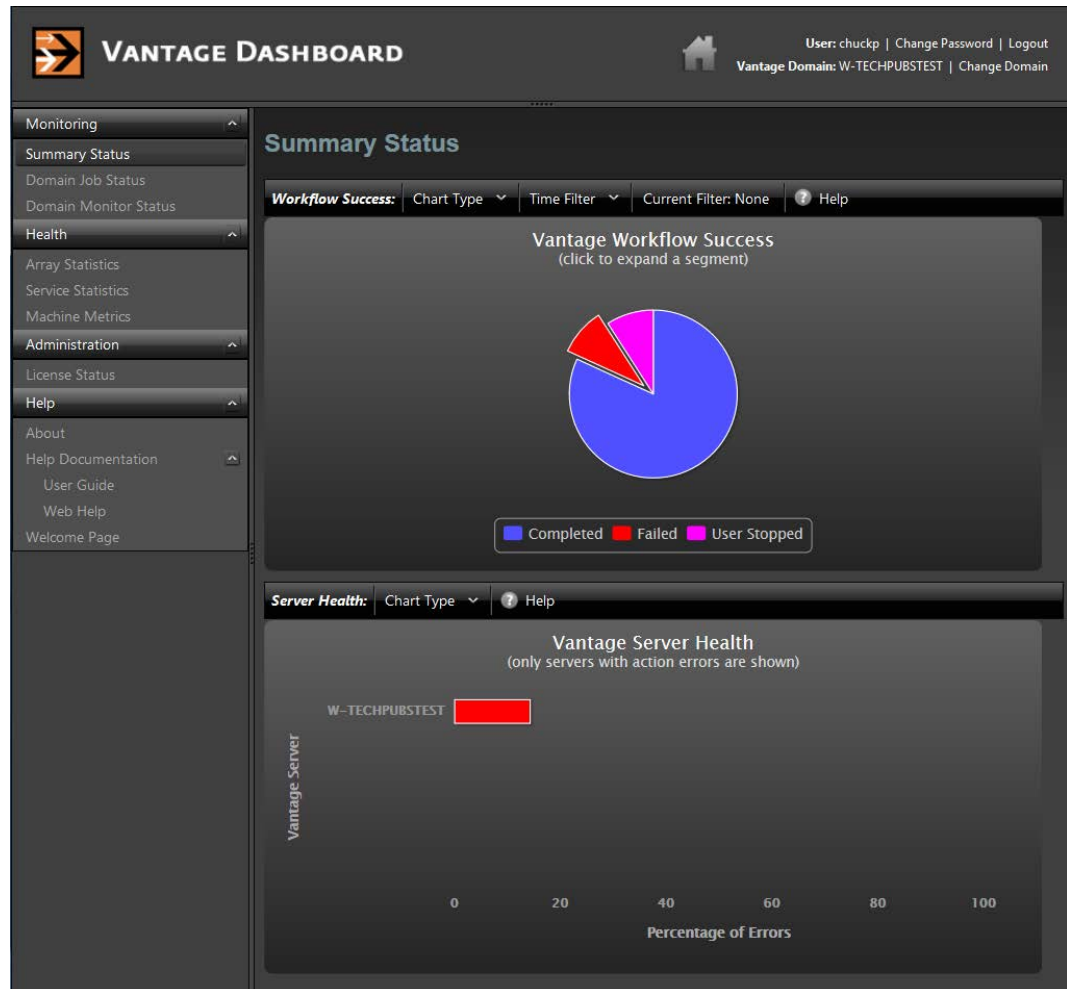 VANTAGE DASHBOARD
User: chuckp | Change Password | Logout
Vantage Domain: W-TECHPUBSTEST | Change Domain
Monitoring
Summary Status
Domain Job Status
Domain Monitor Status
Health
Array Statistics
Service Statistics
Machine Metrics
Administration
License Status
Help
About
Help Documentation
User Guide
Web Help
Welcome Page
Summary Status
Workflow Success: Chart Type Time Filter Current Filter: None ? Help
Vantage Workflow Success
(click to expand a segment)
Completed Failed User Stopped
Server Health: Chart Type ? Help
Vantage Server Health
(only servers with action errors are shown)
W-TECHPUBSTEST
Vantage Server
0 20 40 60 80 100
Percentage of Errors